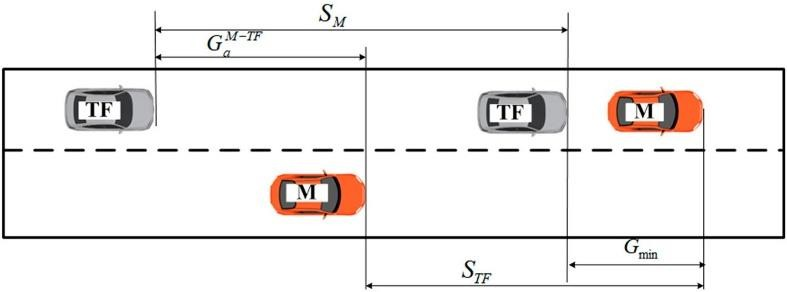 S_M
G_a^{M-TF}
TF
TF
M
M
G_min
S_TF